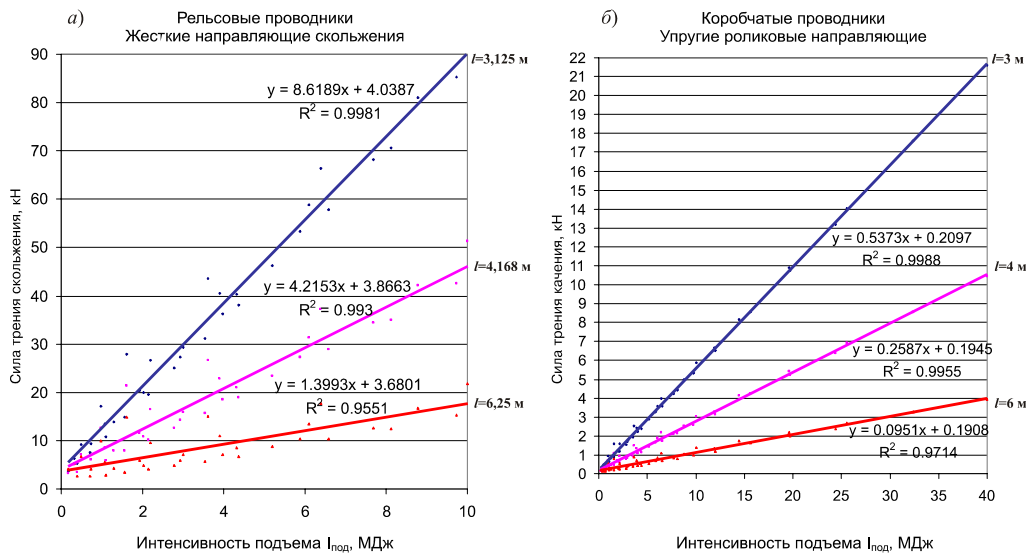 а)
Рельсовые проводники
Жесткие направляющие скольжения
90
80
70
60
50
40
30
20
10
0
Сила трения скольжения, кН
l=3,125 м
y = 8.6189x + 4.0387
R² = 0.9981
l=4,168 м
y = 4.2153x + 3.8663
R² = 0.993
y = 1.3993x + 3.6801
R² = 0.9551
l=6,25 м
0 2 4 6 8 10
Интенсивность подъема Iпод, МДж
б)
Коробчатые проводники
Упругие роликовые направляющие
22
21
20
19
18
17
16
15
14
13
12
11
10
9
8
7
6
5
4
3
2
1
0
Сила трения качения, кН
l=3 м
y = 0.5373x + 0.2097
R² = 0.9988
l=4 м
y = 0.2587x + 0.1945
R² = 0.9955
l=6 м
y = 0.0951x + 0.1908
R² = 0.9714
0 5 10 15 20 25 30 35 40
Интенсивность подъема Iпод, МДж